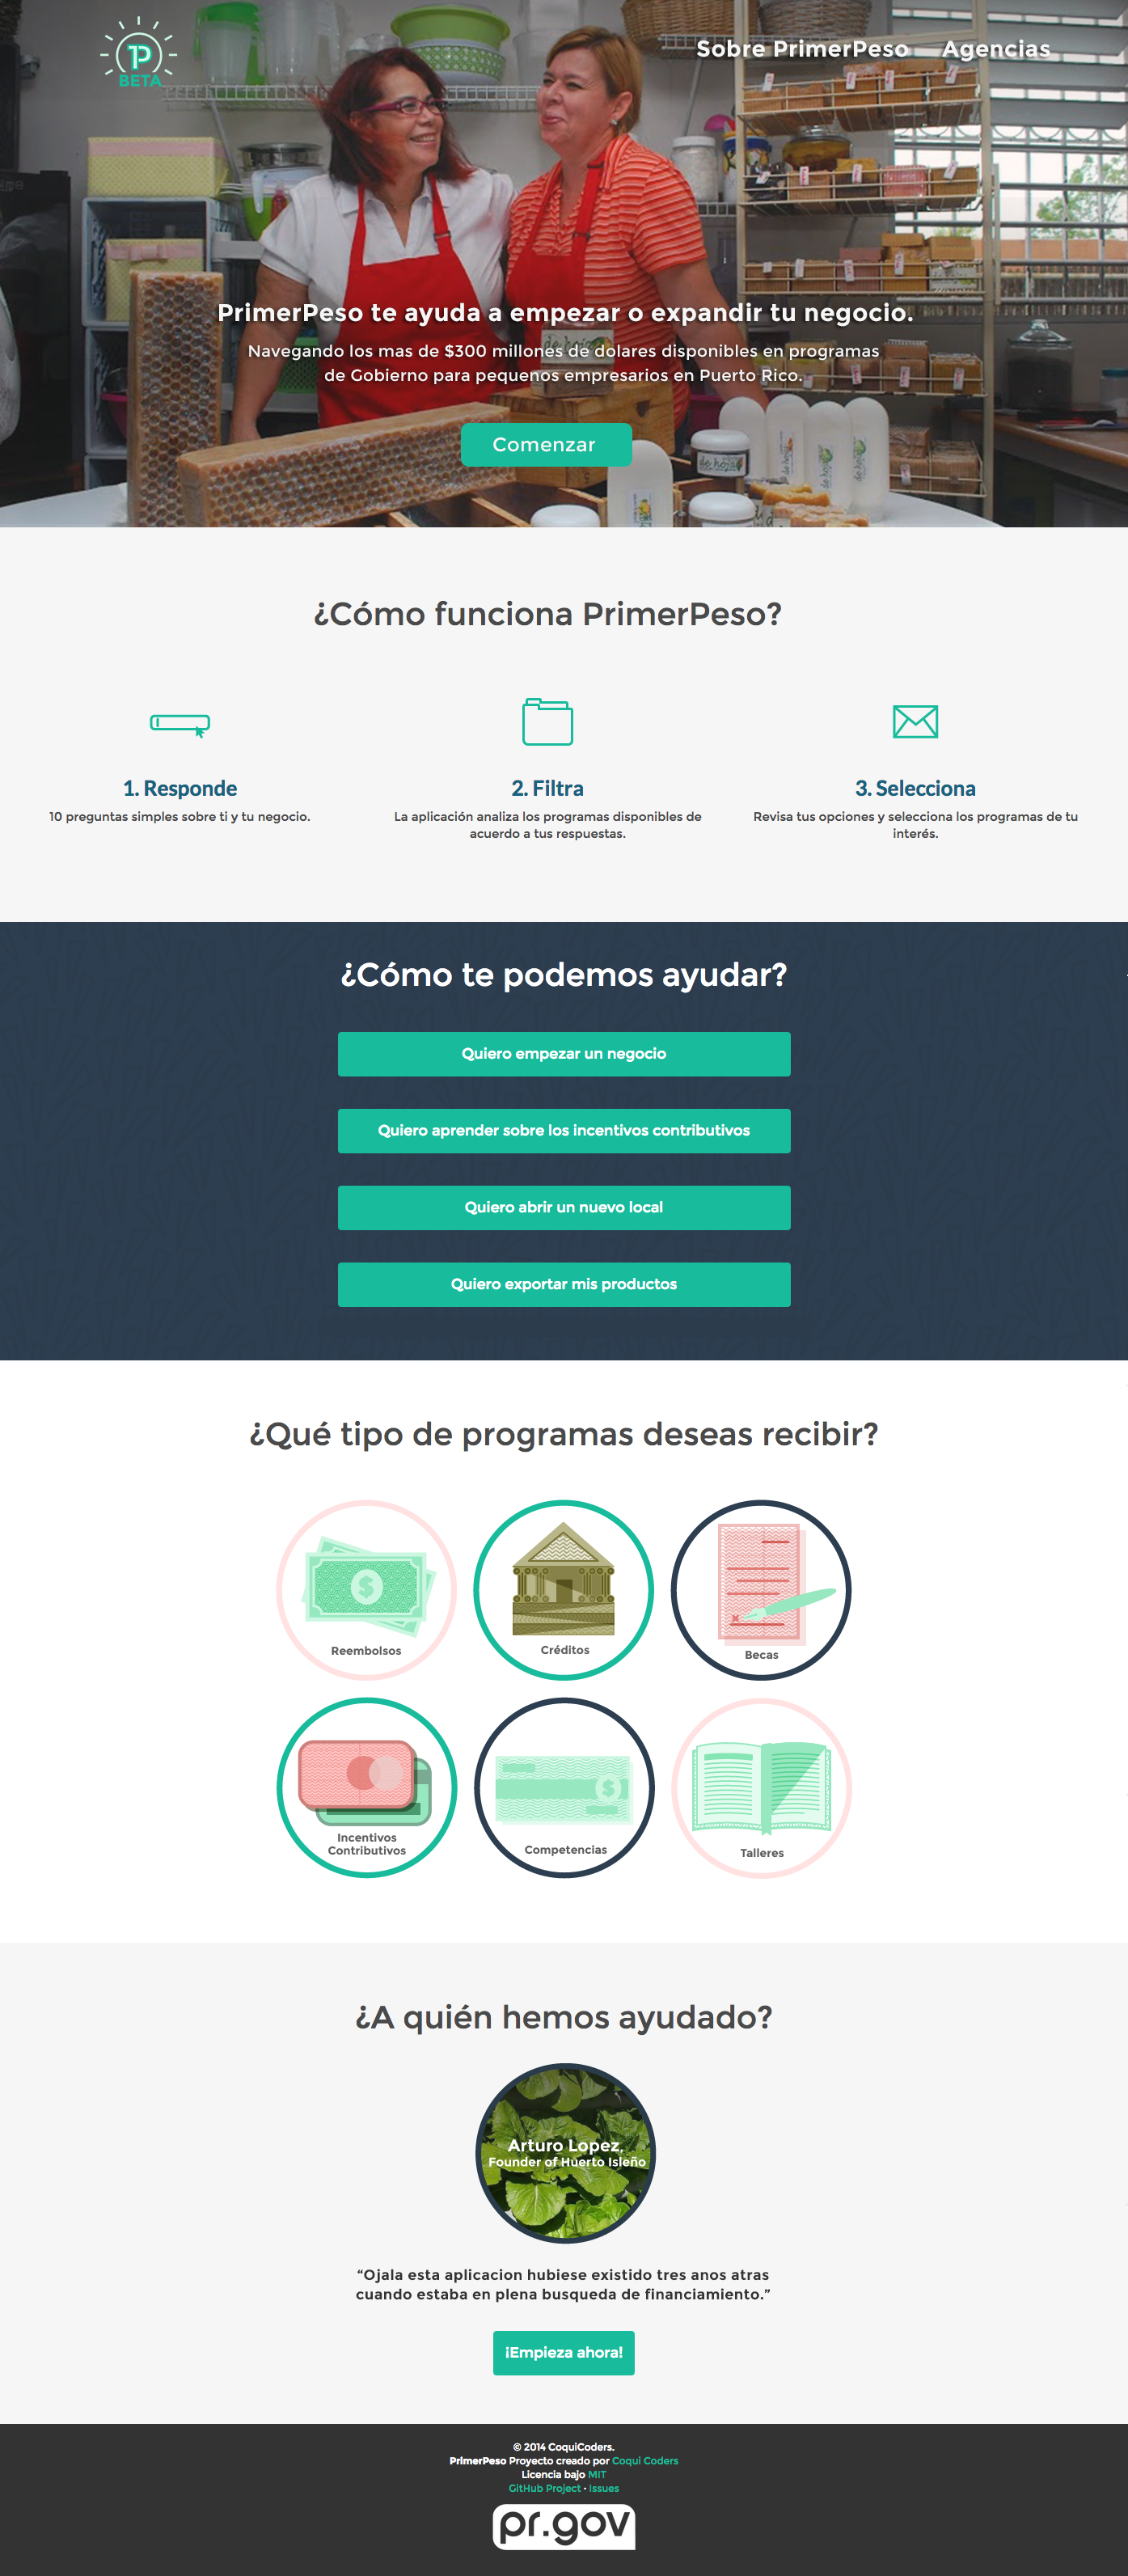 1P
BETA
Sobre PrimerPeso
Agencias
PrimerPeso te ayuda a empezar o expandir tu negocio.
Navegando los mas de $300 millones de dolares disponibles en programas
de Gobierno para pequenos empresarios en Puerto Rico.
Comenzar
¿Cómo funciona PrimerPeso?
1. Responde
10 preguntas simples sobre ti y tu negocio.
2. Filtra
La aplicación analiza los programas disponibles de
acuerdo a tus respuestas.
3. Selecciona
Revisa tus opciones y selecciona los programas de tu
interés.
¿Cómo te podemos ayudar?
Quiero empezar un negocio
Quiero aprender sobre los incentivos contributivos
Quiero abrir un nuevo local
Quiero exportar mis productos
¿Qué tipo de programas deseas recibir?
$
Reembolsos
Créditos
Becas
Incentivos
Contributivos
$
Competencias
Talleres
¿A quién hemos ayudado?
Arturo Lopez,
Founder of Huerto Isleño
“Ojala esta aplicacion hubiese existido tres anos atras
cuando estaba en plena busqueda de financiamiento.”
¡Empieza ahora!
© 2014 CoquiCoders.
PrimerPeso Proyecto creado por Coqui Coders
Licencia bajo MIT
GitHub Project · Issues
pr.gov